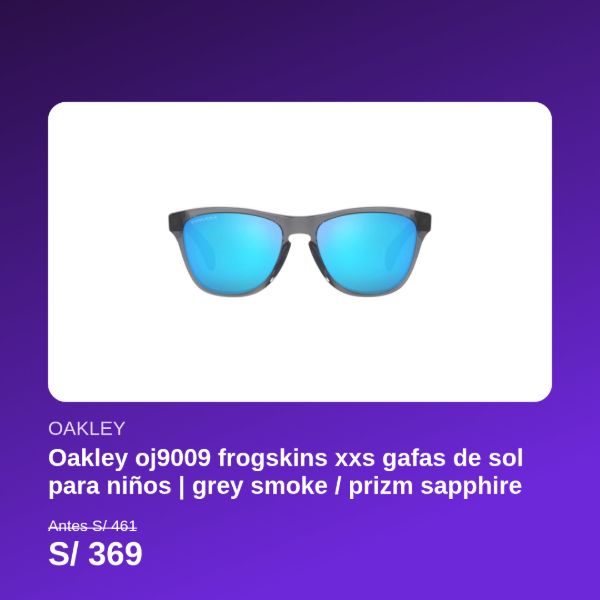 OAKLEY
Oakley oj9009 frogskins xxs gafas de sol
para niños | grey smoke / prizm sapphire
Antes S/ 461
S/ 369